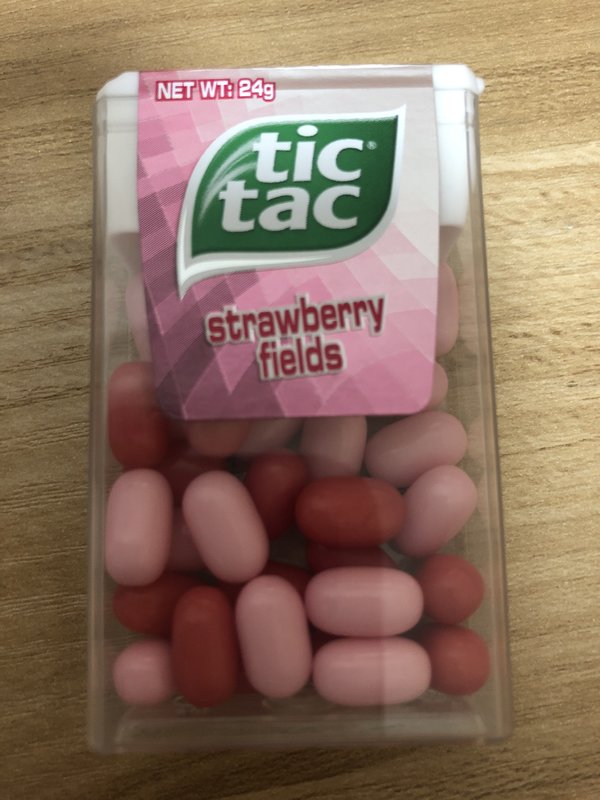 NET WT: 24g
tic
tac®
strawberry
fields